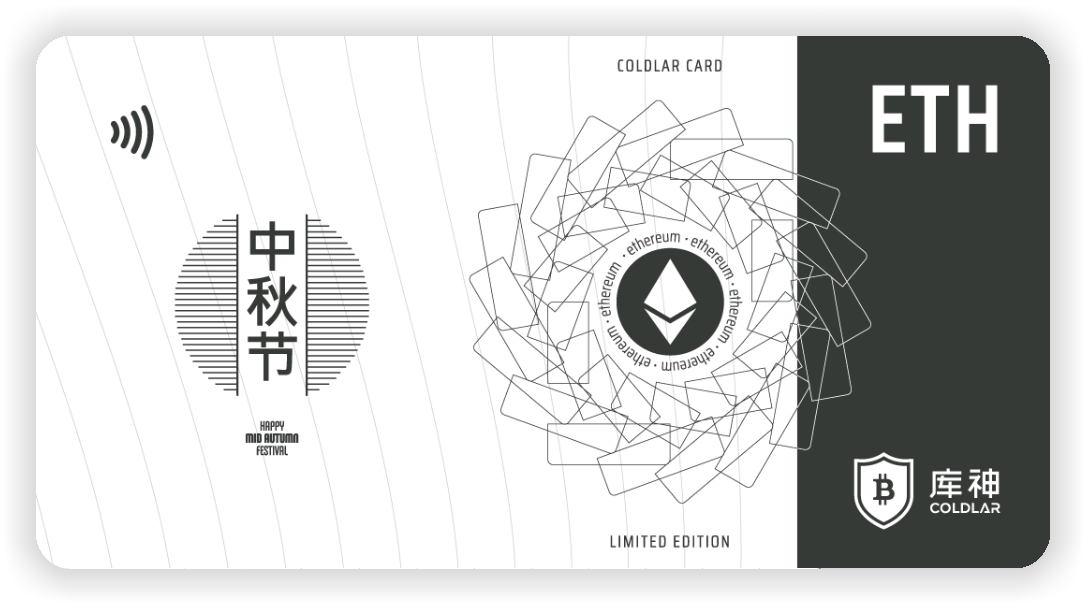 COLDLAR CARD
ETH
中
秋
节
HAPPY
MID AUTUMN
FESTIVAL
ethereum · ethereum · ethereum · ethereum · ethereum · ethereum ·
库神
COLDLAR
LIMITED EDITION